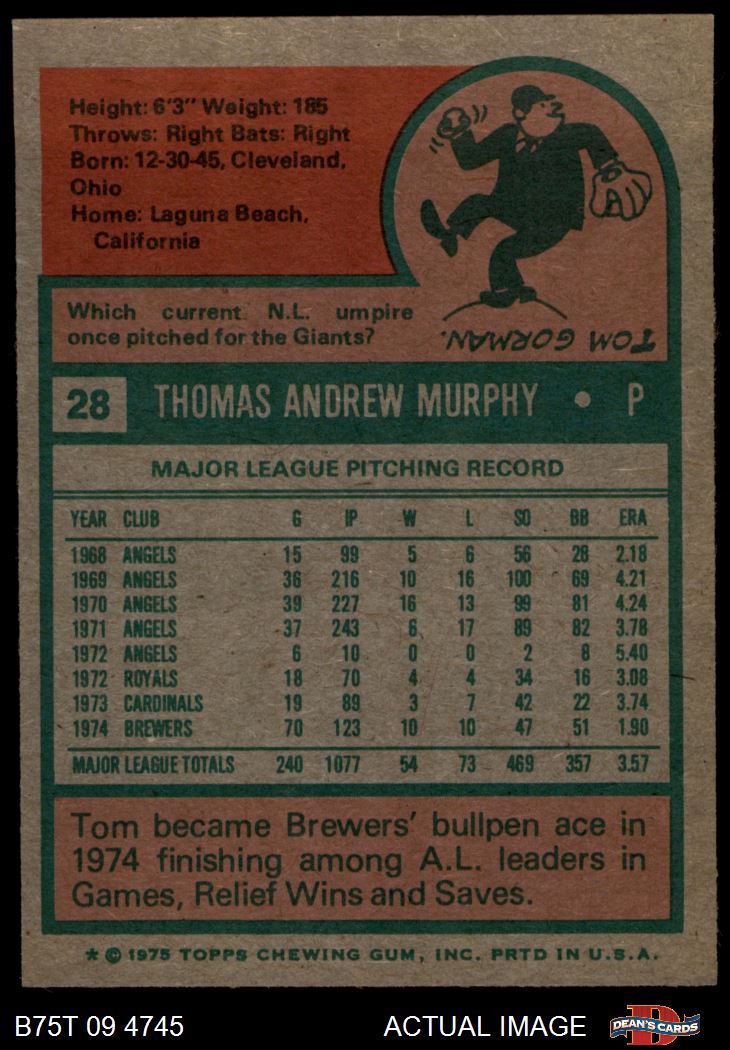 Height: 6'3" Weight: 185
Throws: Right Bats: Right
Born: 12-30-45, Cleveland,
Ohio
Home: Laguna Beach,
California
Which current N.L. umpire
once pitched for the Giants?
TOM GORMAN.
28 THOMAS ANDREW MURPHY • P
MAJOR LEAGUE PITCHING RECORD
YEAR CLUB G IP W L SO BB ERA
1968 ANGELS 15 99 5 6 56 28 2.18
1969 ANGELS 36 216 10 16 100 69 4.21
1970 ANGELS 39 227 16 13 99 81 4.24
1971 ANGELS 37 243 6 17 89 82 3.78
1972 ANGELS 6 10 0 0 2 8 5.40
1972 ROYALS 18 70 4 4 34 16 3.08
1973 CARDINALS 19 89 3 7 42 22 3.74
1974 BREWERS 70 123 10 10 47 51 1.90
MAJOR LEAGUE TOTALS 240 1077 54 73 469 357 3.57
Tom became Brewers' bullpen ace in
1974 finishing among A.L. leaders in
Games, Relief Wins and Saves.
* © 1975 TOPPS CHEWING GUM, INC. PRTD IN U.S.A.
B75T 09 4745 ACTUAL IMAGE D DEAN'S CARDS